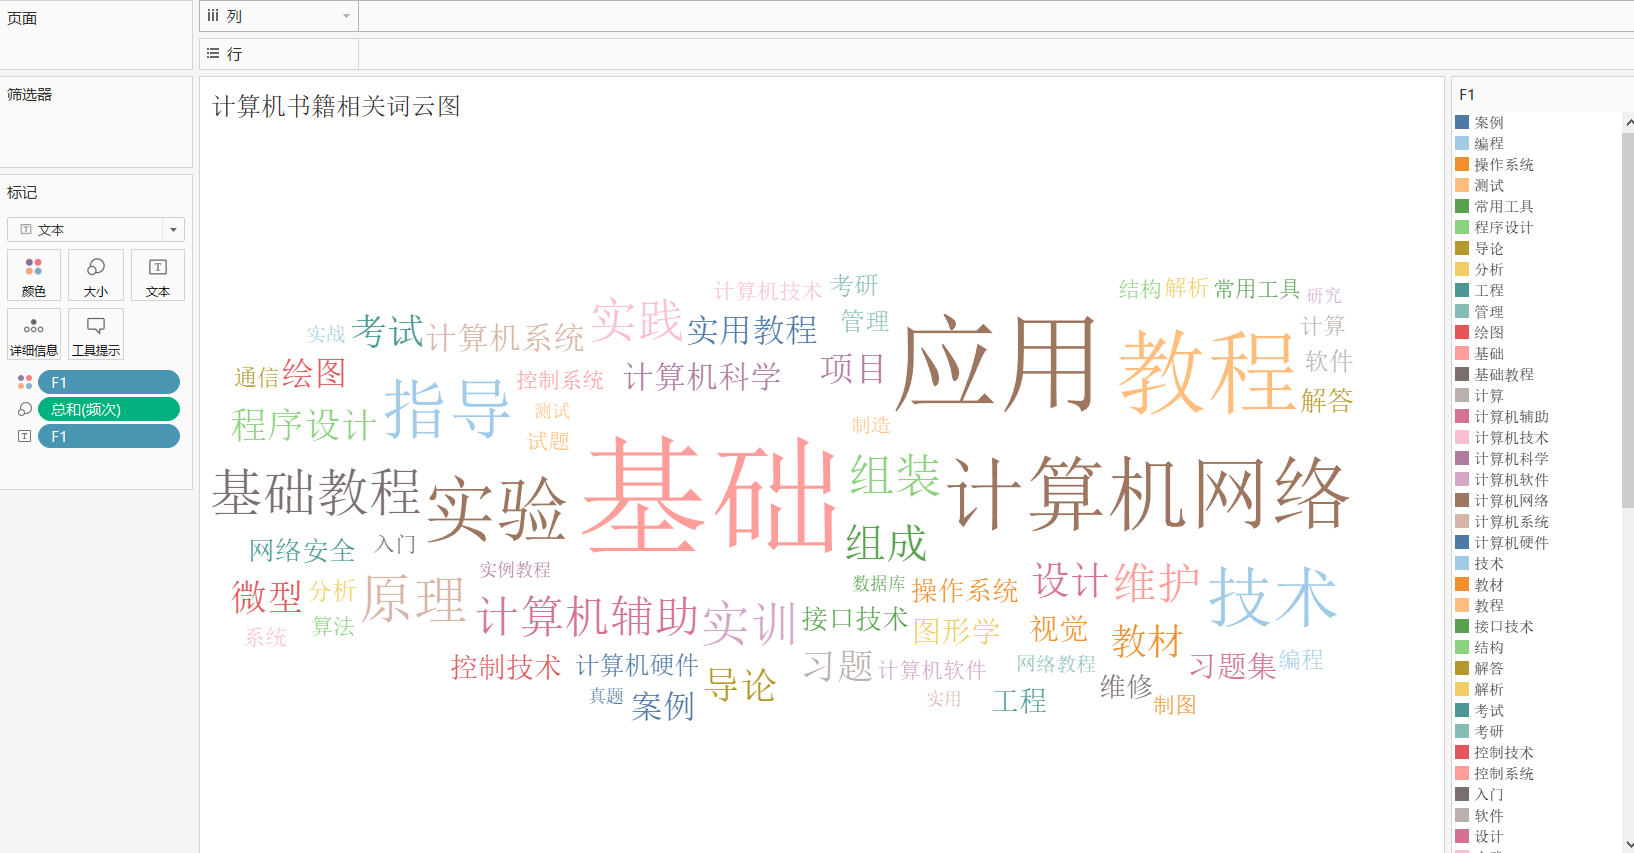 页面
列
行
筛选器
标记
文本
颜色
大小
文本
详细信息
工具提示
F1
总和(频次)
F1
计算机书籍相关词云图
计算机技术
考研
结构
解析
常用工具
研究
实战
考试
计算机系统
实践
实用教程
管理
应用
教程
计算
软件
通信
绘图
控制系统
计算机科学
项目
解答
程序设计
指导
测试
试题
制造
基础教程
实验
基础
组装
计算机网络
网络安全
入门
组成
实例教程
数据库
操作系统
设计
维护
技术
微型
分析
原理
计算机辅助
实训
接口技术
图形学
视觉
教材
系统
算法
控制技术
计算机硬件
导论
习题
计算机软件
网络教程
习题集
编程
真题
案例
实用
工程
维修
制图
F1
案例
编程
操作系统
测试
常用工具
程序设计
导论
分析
工程
管理
绘图
基础
基础教程
计算
计算机辅助
计算机技术
计算机科学
计算机软件
计算机网络
计算机系统
计算机硬件
技术
教材
教程
接口技术
结构
解答
解析
考试
考研
控制技术
控制系统
入门
软件
设计